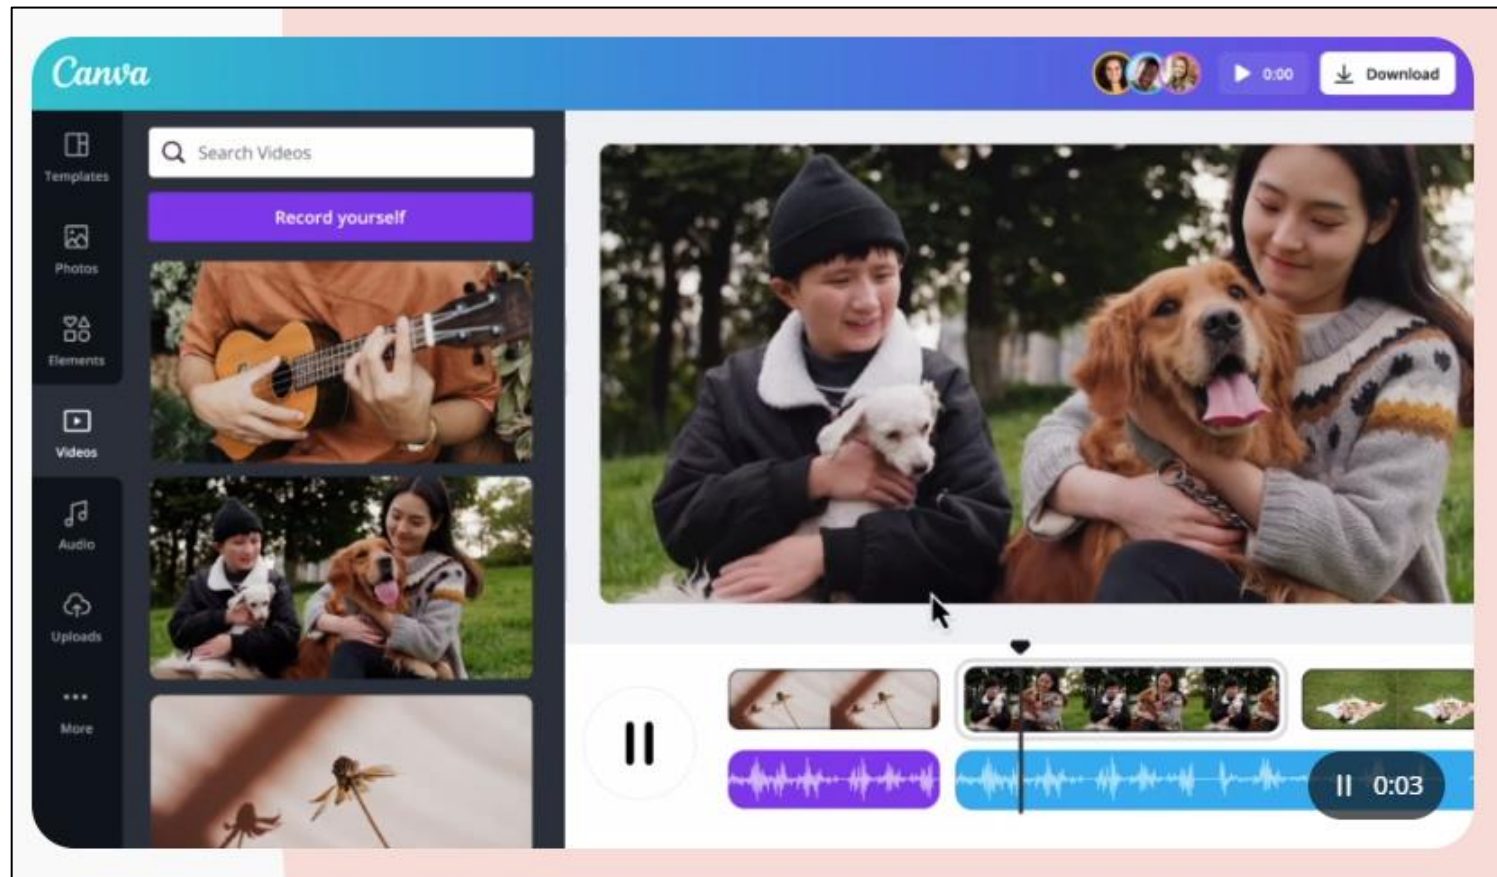 Canva
0:00
Download
Templates
Photos
Elements
Videos
Audio
Uploads
More
Search Videos
Record yourself
0:03